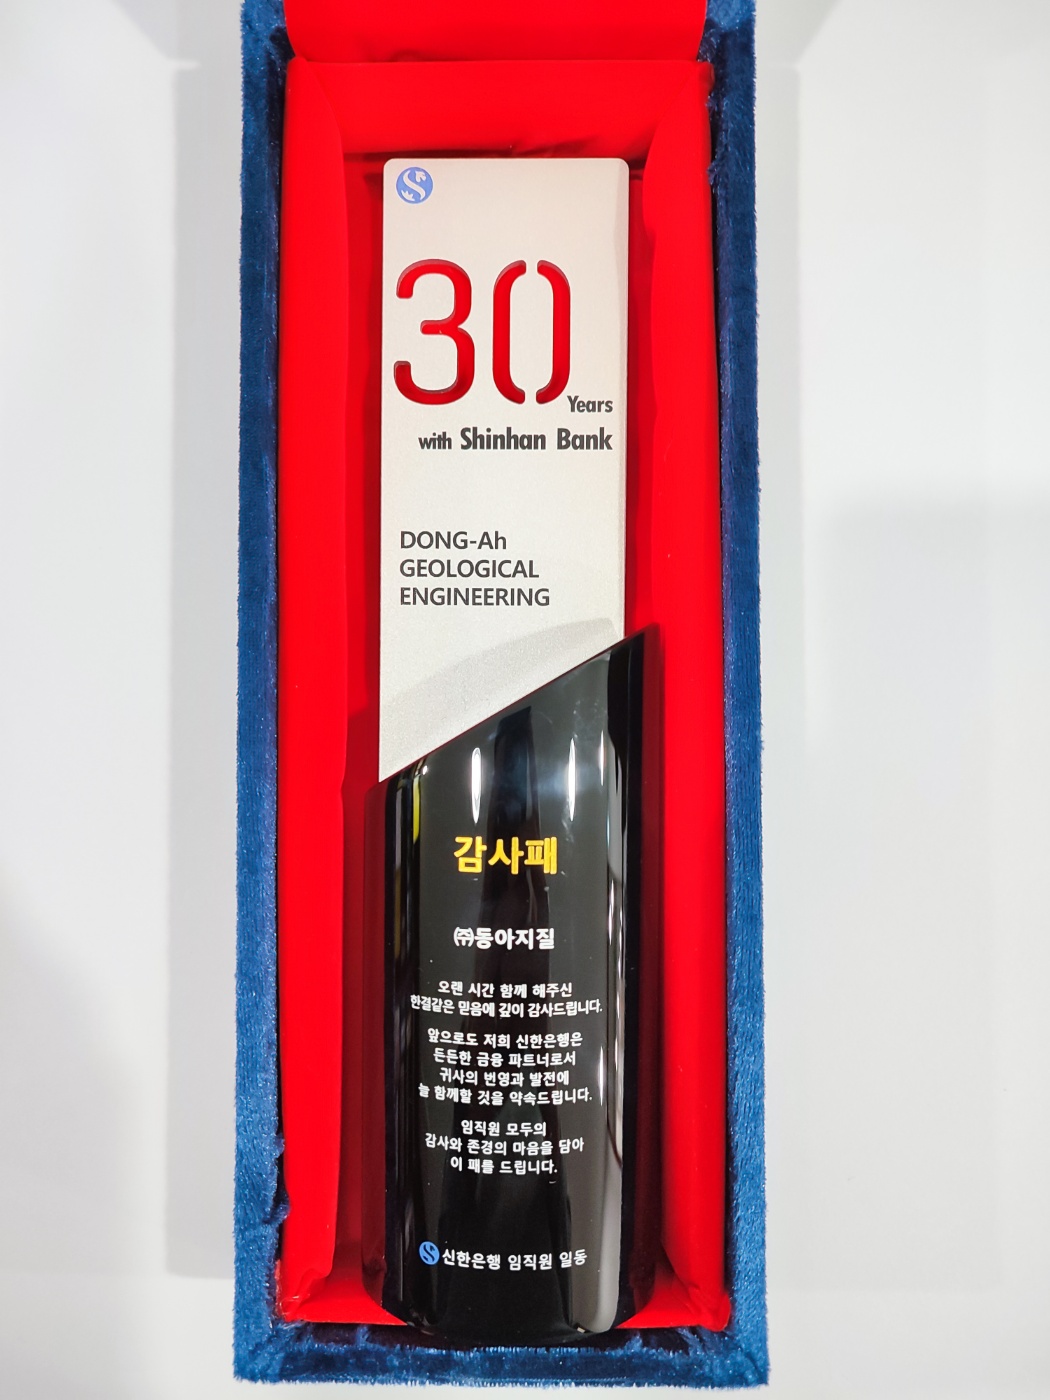 30
Years
with Shinhan Bank
DONG-Ah
GEOLOGICAL
ENGINEERING
감사패
㈜동아지질
오랜 시간 함께 해주신
한결같은 믿음에 깊이 감사드립니다.
앞으로도 저희 신한은행은
든든한 금융 파트너로서
귀사의 번영과 발전에
늘 함께할 것을 약속드립니다.
임직원 모두의
감사와 존경의 마음을 담아
이 패를 드립니다.
신한은행 임직원 일동